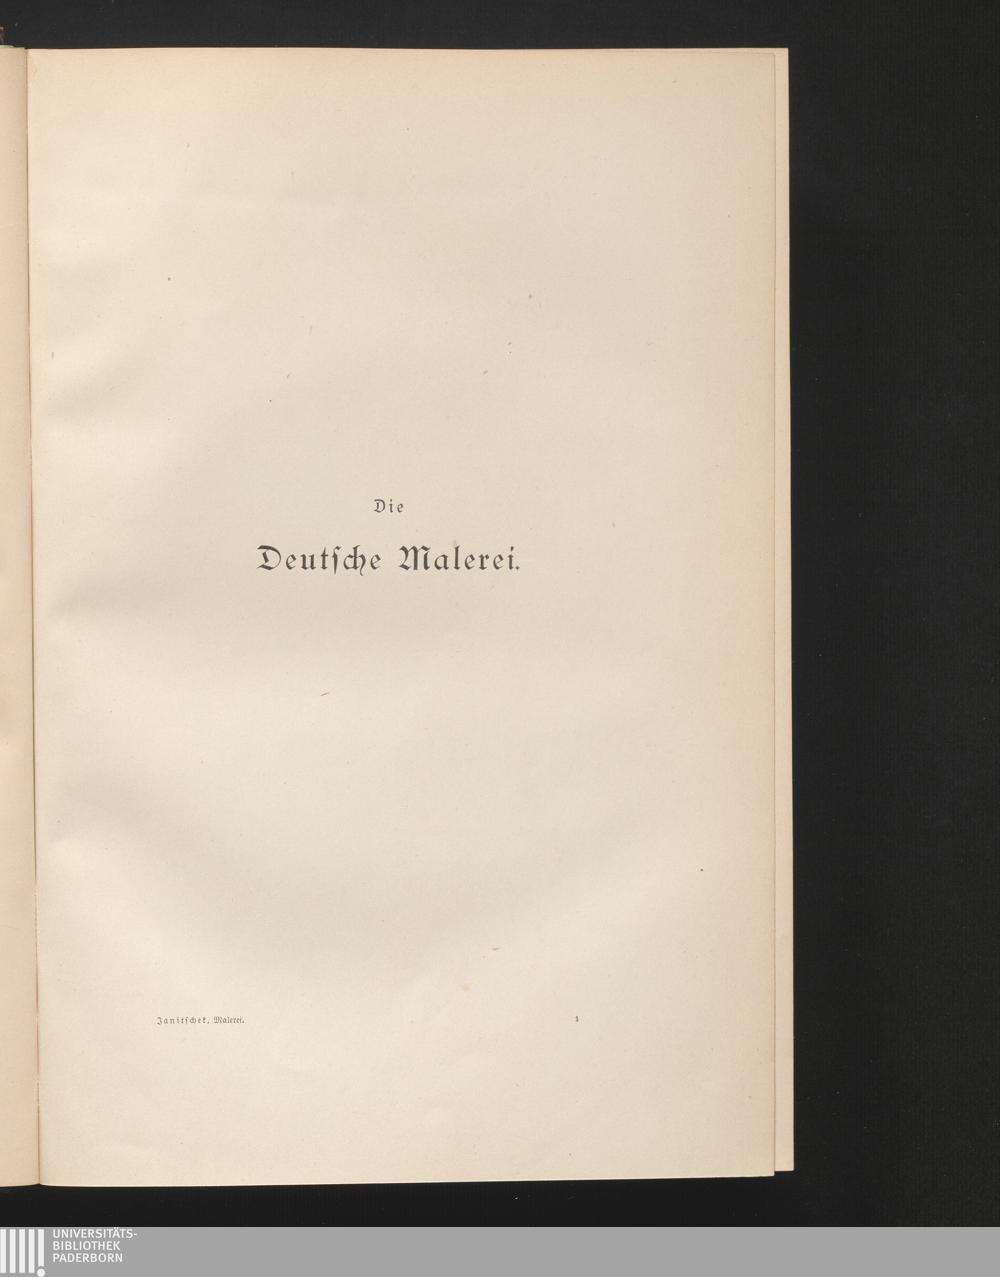 Die
Deutſche Malerei.
Janitſchek, Malerei. 1
UNIVERSITÄTS-
BIBLIOTHEK
PADERBORN